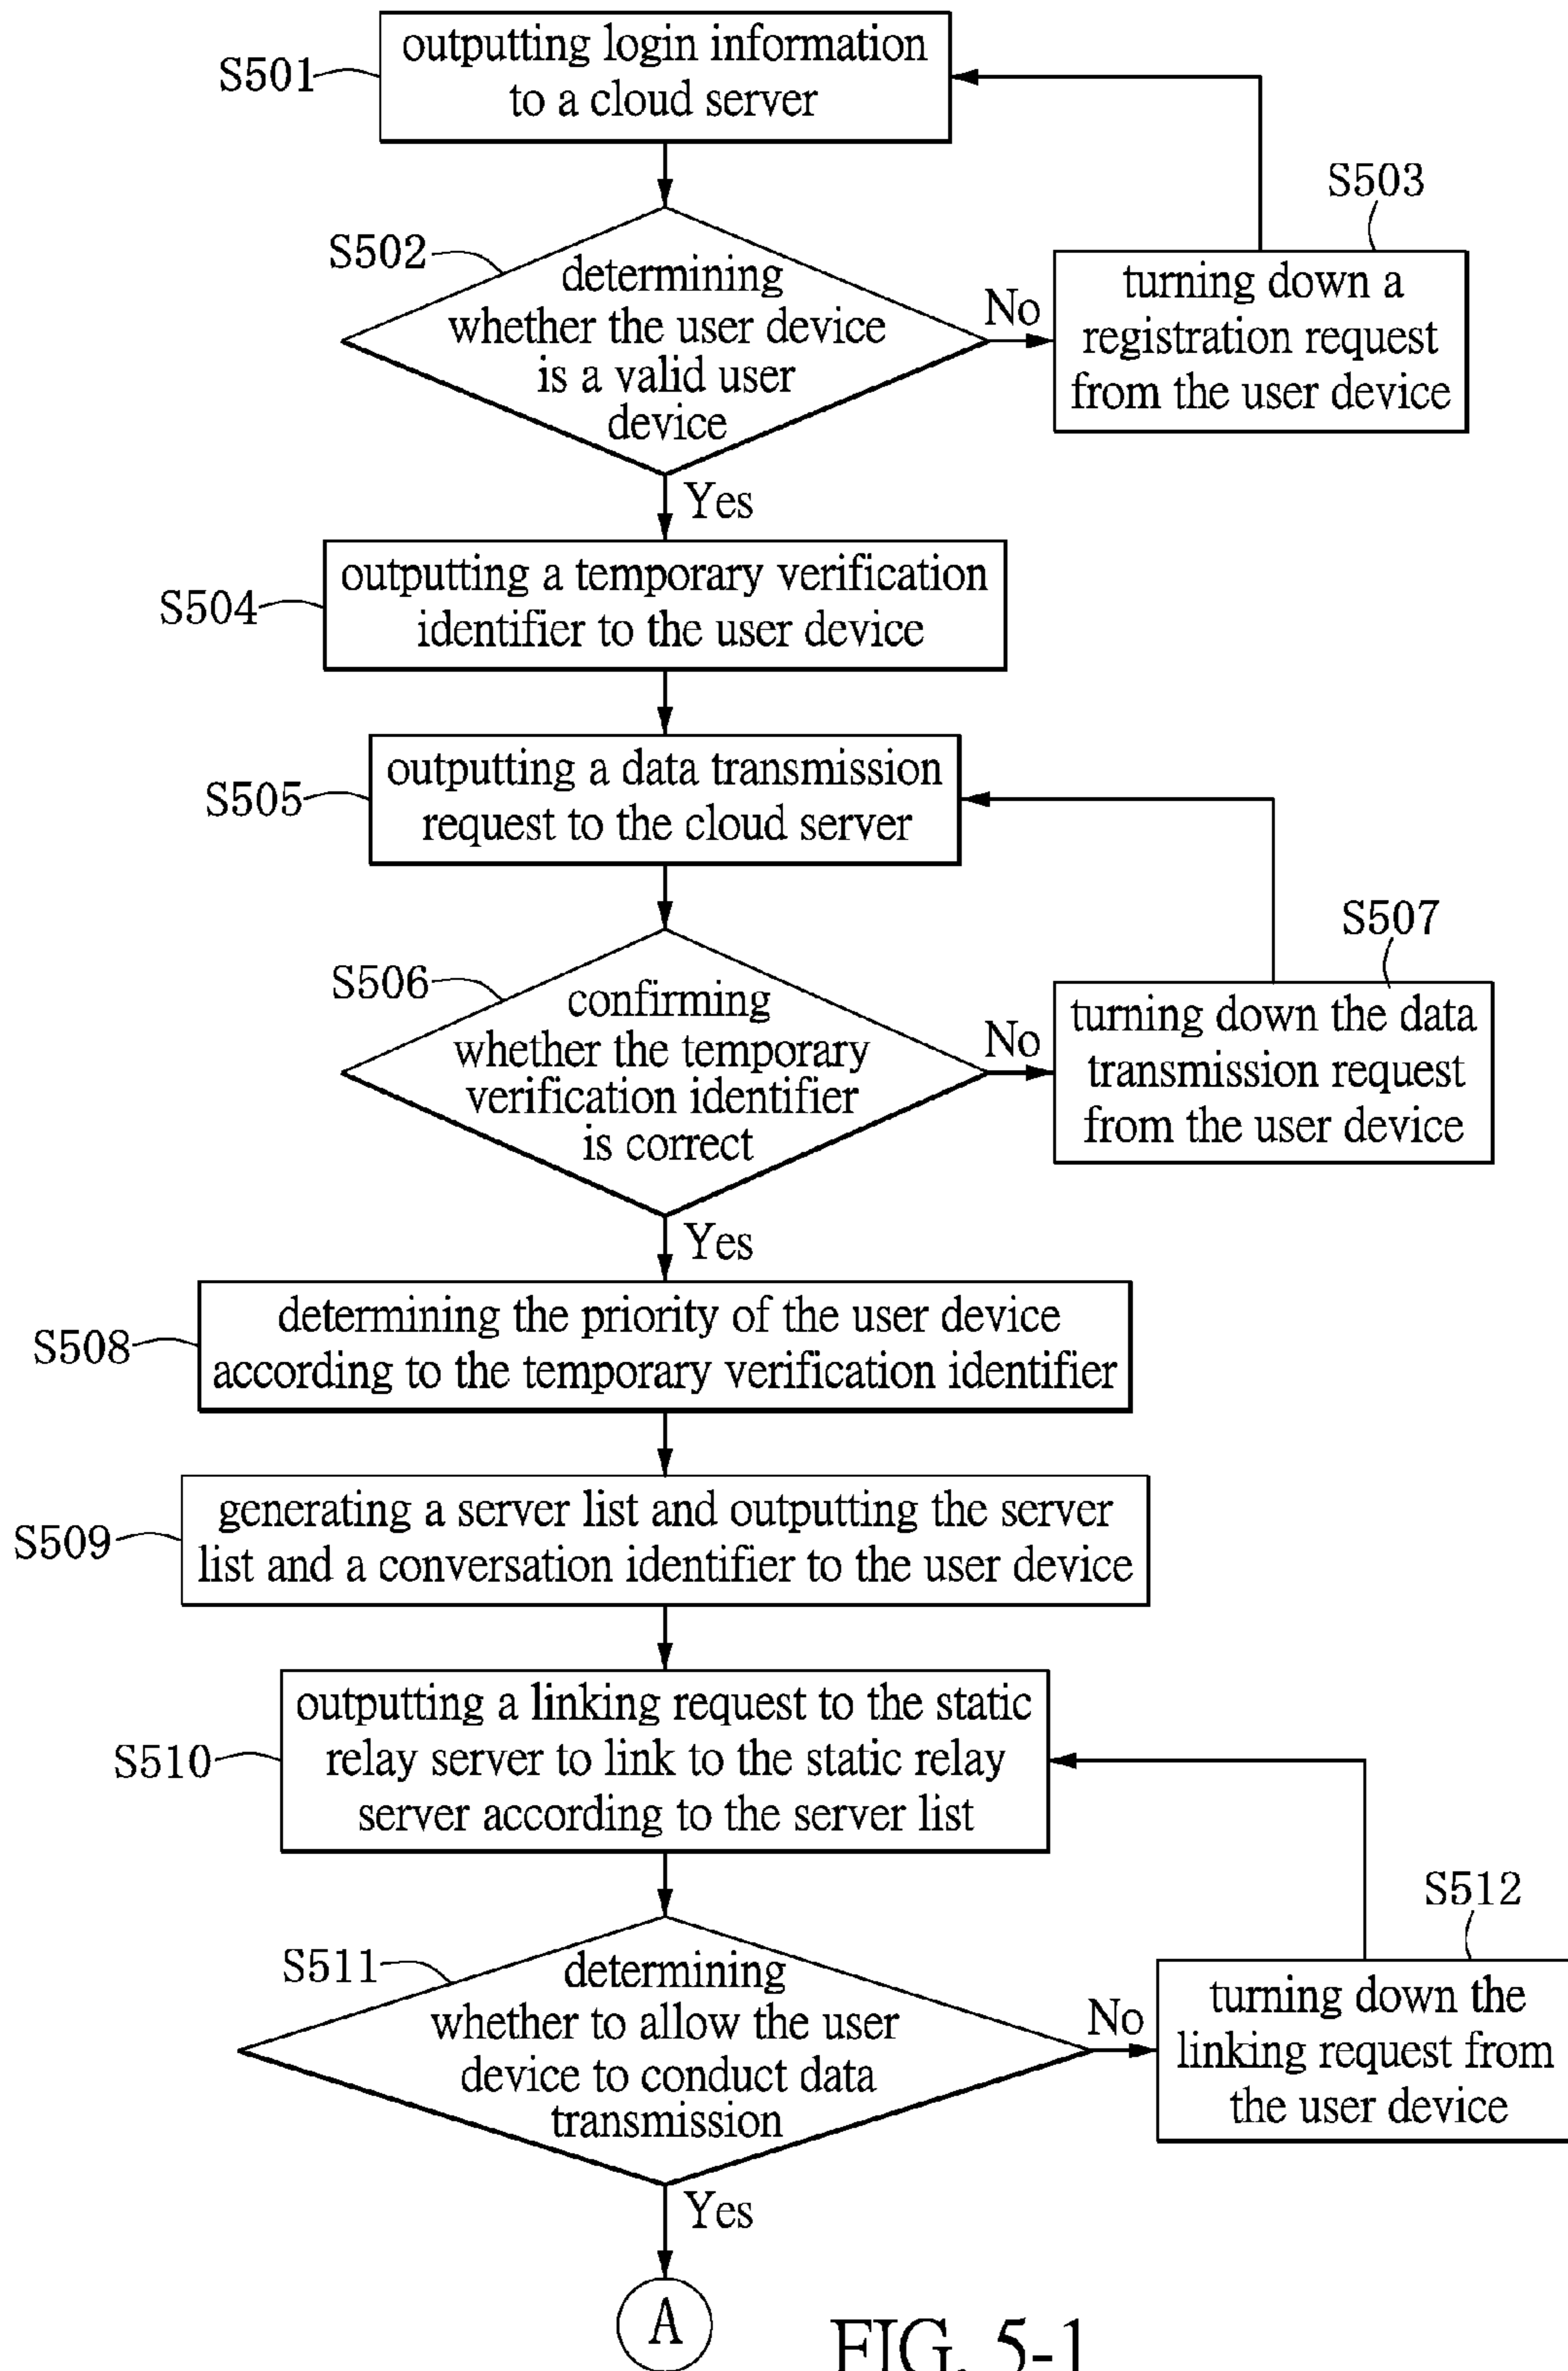 outputting login information
S501
to a cloud server
S503
S502
determining
whether the user device
is a valid user
device
No
turning down a
registration request
from the user device
Yes
outputting a temporary verification
S504
identifier to the user device
outputting a data transmission
S505
request to the cloud server
S507
S506
confirming
whether the temporary
verification identifier
is correct
No
turning down the data
transmission request
from the user device
Yes
determining the priority of the user device
S508
according to the temporary verification identifier
generating a server list and outputting the server
S509
list and a conversation identifier to the user device
outputting a linking request to the static
S510
relay server to link to the static relay
server according to the server list
S512
S511
determining
whether to allow the user
device to conduct data
transmission
No
turning down the
linking request from
the user device
Yes
A
FIG. 5-1